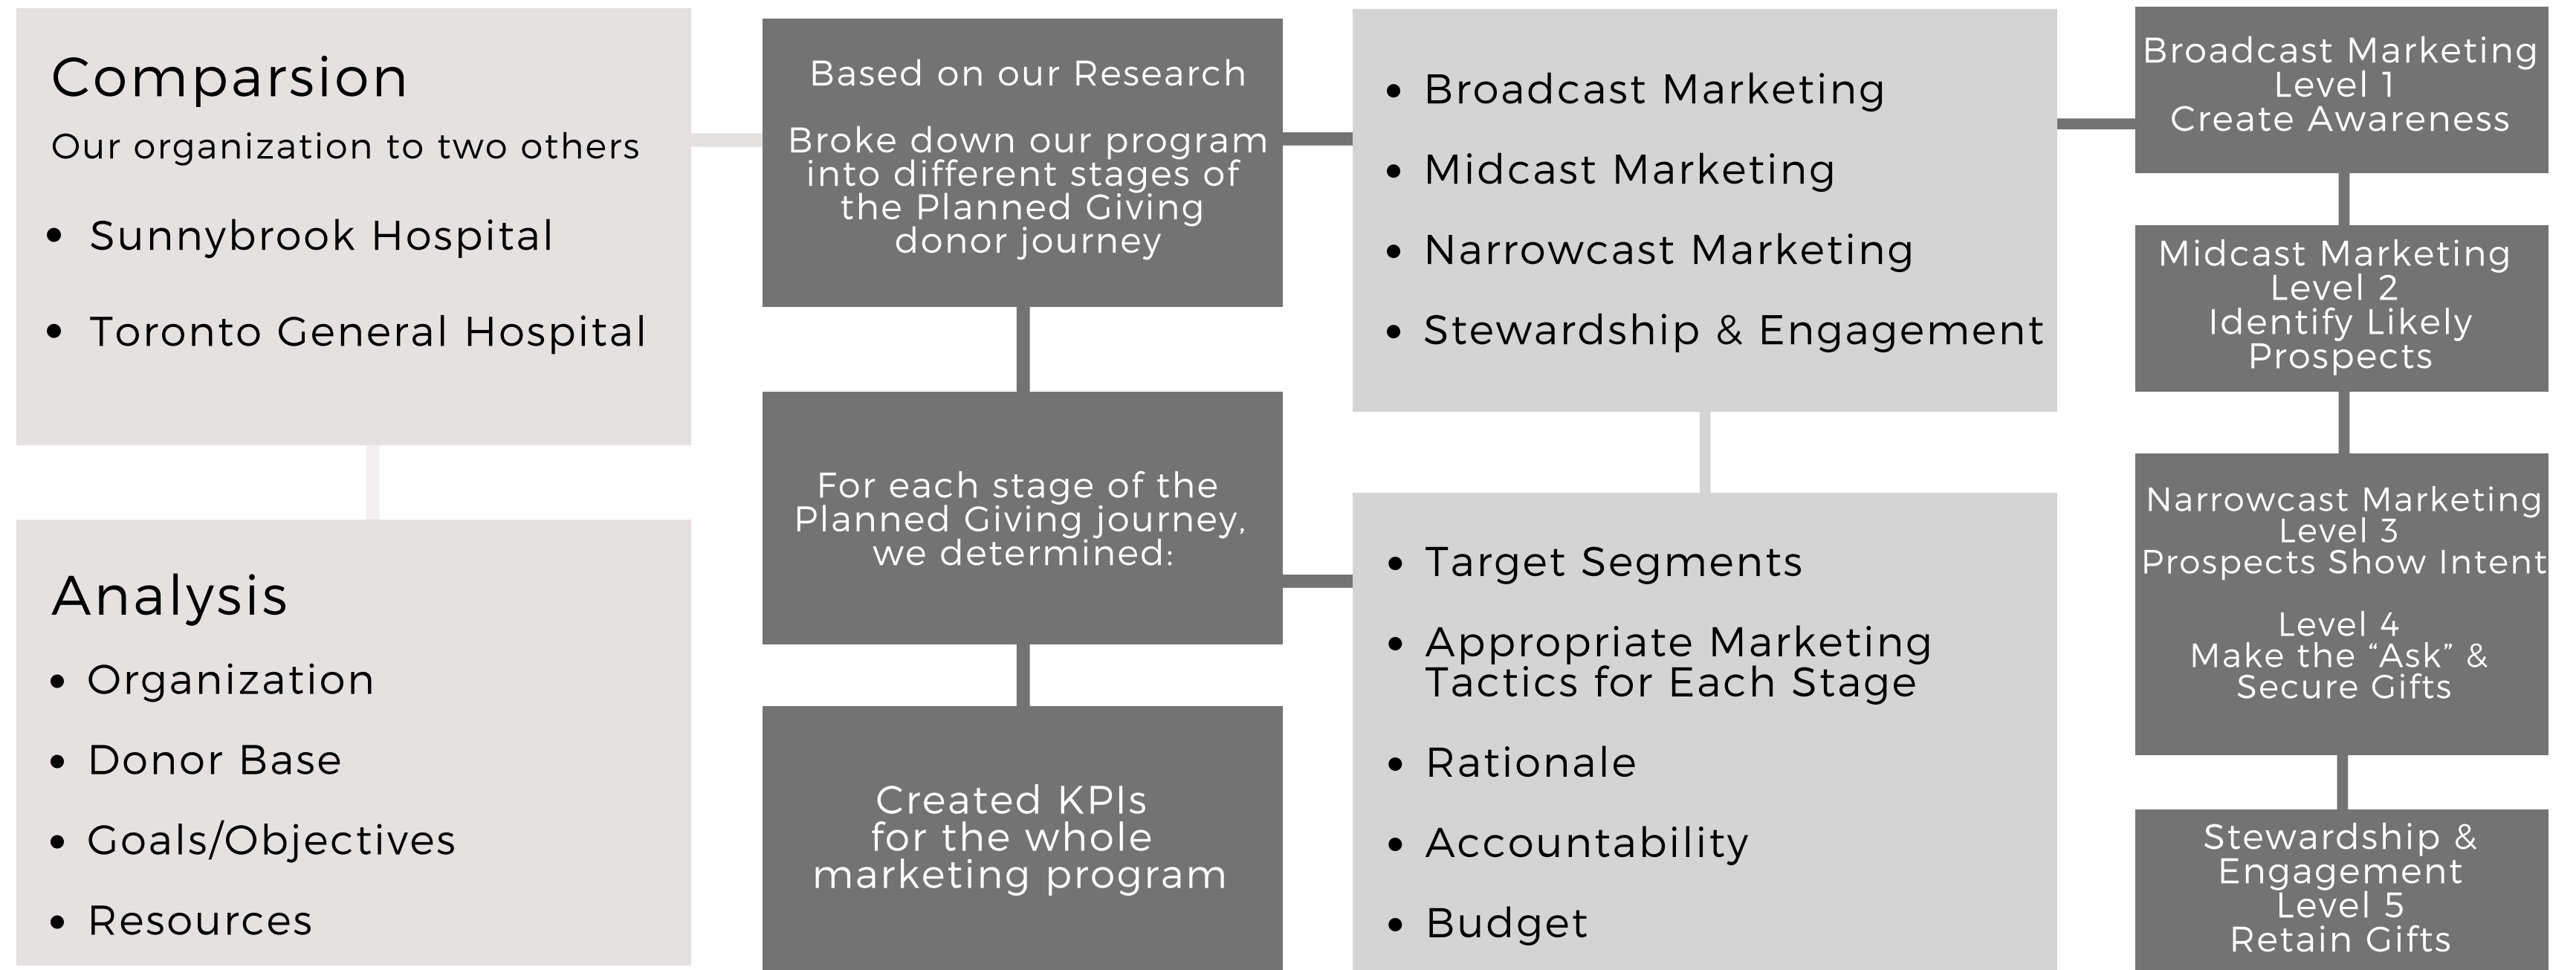 Comparsion
Our organization to two others
• Sunnybrook Hospital
• Toronto General Hospital
Analysis
• Organization
• Donor Base
• Goals/Objectives
• Resources
Based on our Research
Broke down our program
into different stages of
the Planned Giving
donor journey
For each stage of the
Planned Giving journey,
we determined:
Created KPIs
for the whole
marketing program
• Broadcast Marketing
• Midcast Marketing
• Narrowcast Marketing
• Stewardship & Engagement
• Target Segments
• Appropriate Marketing
Tactics for Each Stage
• Rationale
• Accountability
• Budget
Broadcast Marketing
Level 1
Create Awareness
Midcast Marketing
Level 2
Identify Likely
Prospects
Narrowcast Marketing
Level 3
Prospects Show Intent
Level 4
Make the “Ask” &
Secure Gifts
Stewardship &
Engagement
Level 5
Retain Gifts